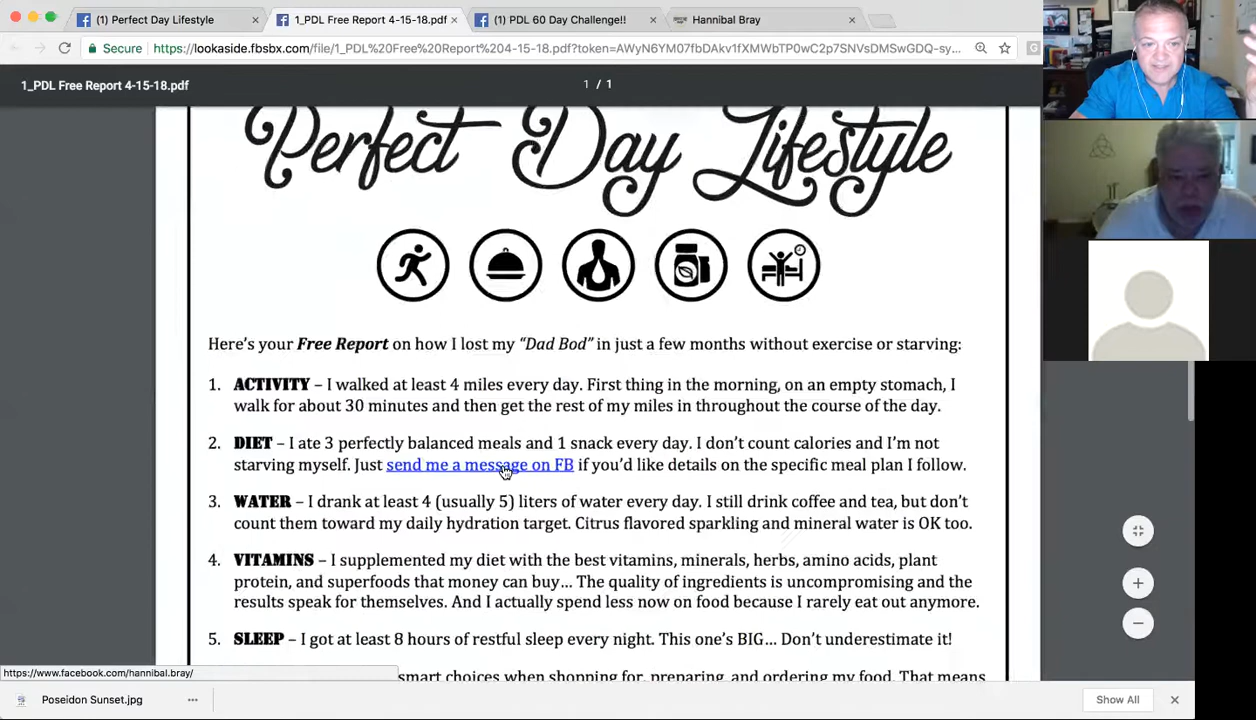 (1) Perfect Day Lifestyle
1_PDL Free Report 4-15-18.pdf
(1) PDL 60 Day Challenge!!
Hannibal Bray
Secure https://lookaside.fbsbx.com/file/1_PDL%20Free%20Report%204-15-18.pdf?token=AWyN6YM07fbDAkv1fXMWbTP0wC2p7SNVsDMSwGDQ-sy...
1_PDL Free Report 4-15-18.pdf
1 / 1
Perfect Day Lifestyle
Here's your Free Report on how I lost my "Dad Bod" in just a few months without exercise or starving:
1. ACTIVITY – I walked at least 4 miles every day. First thing in the morning, on an empty stomach, I
walk for about 30 minutes and then get the rest of my miles in throughout the course of the day.
2. DIET – I ate 3 perfectly balanced meals and 1 snack every day. I don't count calories and I'm not
starving myself. Just send me a message on FB if you'd like details on the specific meal plan I follow.
3. WATER – I drank at least 4 (usually 5) liters of water every day. I still drink coffee and tea, but don't
count them toward my daily hydration target. Citrus flavored sparkling and mineral water is OK too.
4. VITAMINS – I supplemented my diet with the best vitamins, minerals, herbs, amino acids, plant
protein, and superfoods that money can buy... The quality of ingredients is uncompromising and the
results speak for themselves. And I actually spend less now on food because I rarely eat out anymore.
5. SLEEP – I got at least 8 hours of restful sleep every night. This one's BIG... Don't underestimate it!
smart choices when shopping for, preparing, and ordering my food. That means
https://www.facebook.com/hannibal.bray/
Poseidon Sunset.jpg
Show All